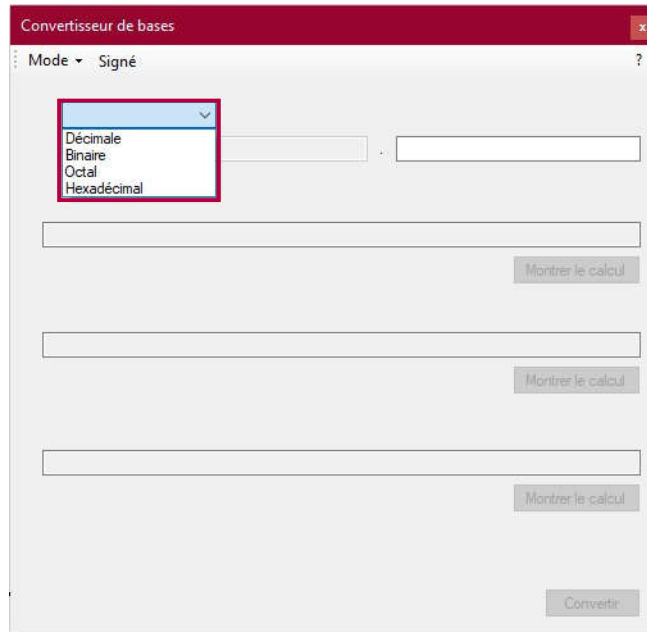 Convertisseur de bases
x
Mode Signé ?
Décimale
Binaire
Octal
Hexadécimal
.
Montrer le calcul
Montrer le calcul
Montrer le calcul
Convertir